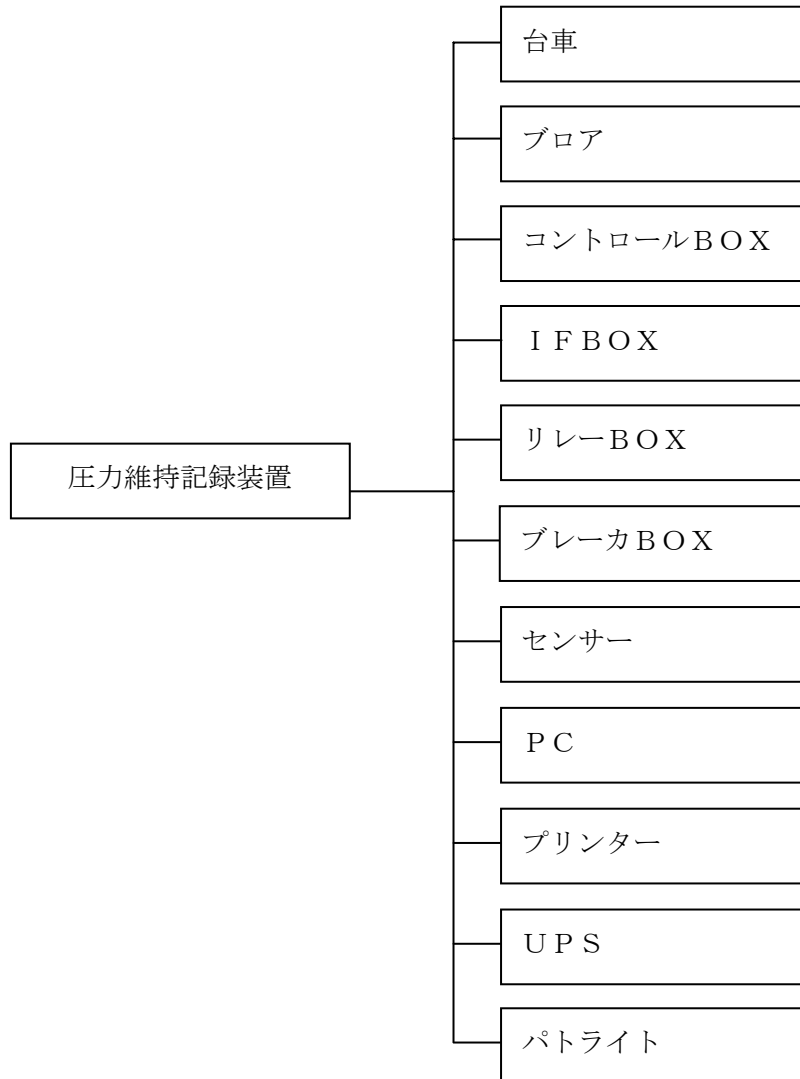 台車
ブロア
コントロールＢＯＸ
ＩＦＢＯＸ
リレーＢＯＸ
圧力維持記録装置
ブレーカＢＯＸ
センサー
ＰＣ
プリンター
ＵＰＳ
パトライト